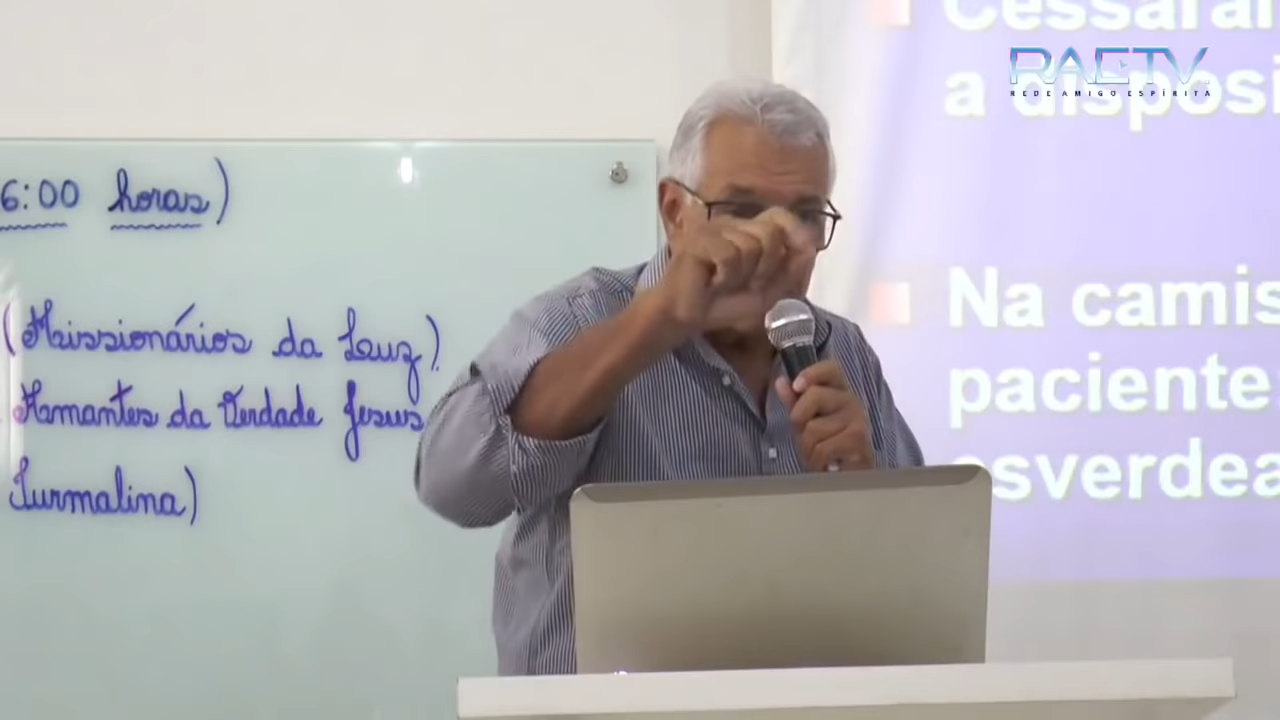 6:00 horas)
(Missionários da Luz)
Amantes da Verdade Jesus
Turmalina)
Cessaram
a disposi
Na camis
paciente
esverdea
RAETV
REDE AMIGO ESPÍRITA